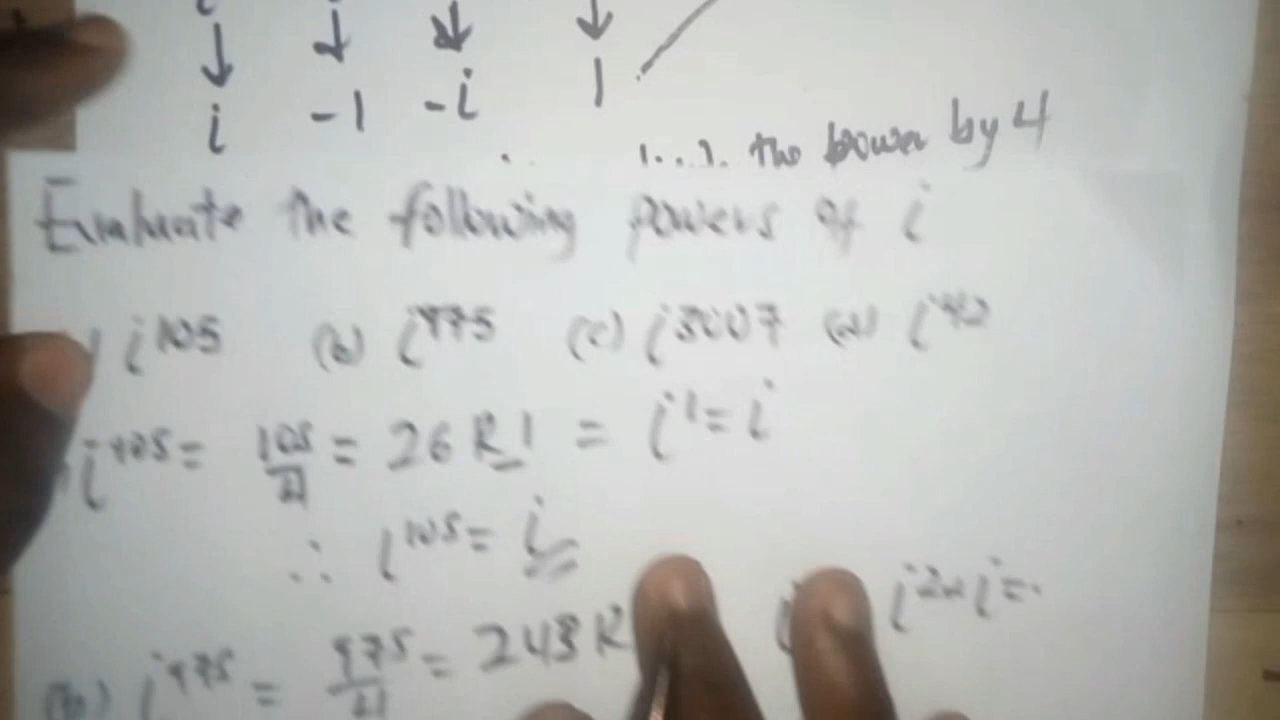 i -1 -i 1
the power by 4
Evaluate the following powers of i
) i^105 (b) i^975 (c) i^3007 (d) i^42
i^105 = 105/4 = 26 R 1 = i^1 = i
∴ i^105 = i
(b) i^975 = 975/4 = 243 R i^2 x i =